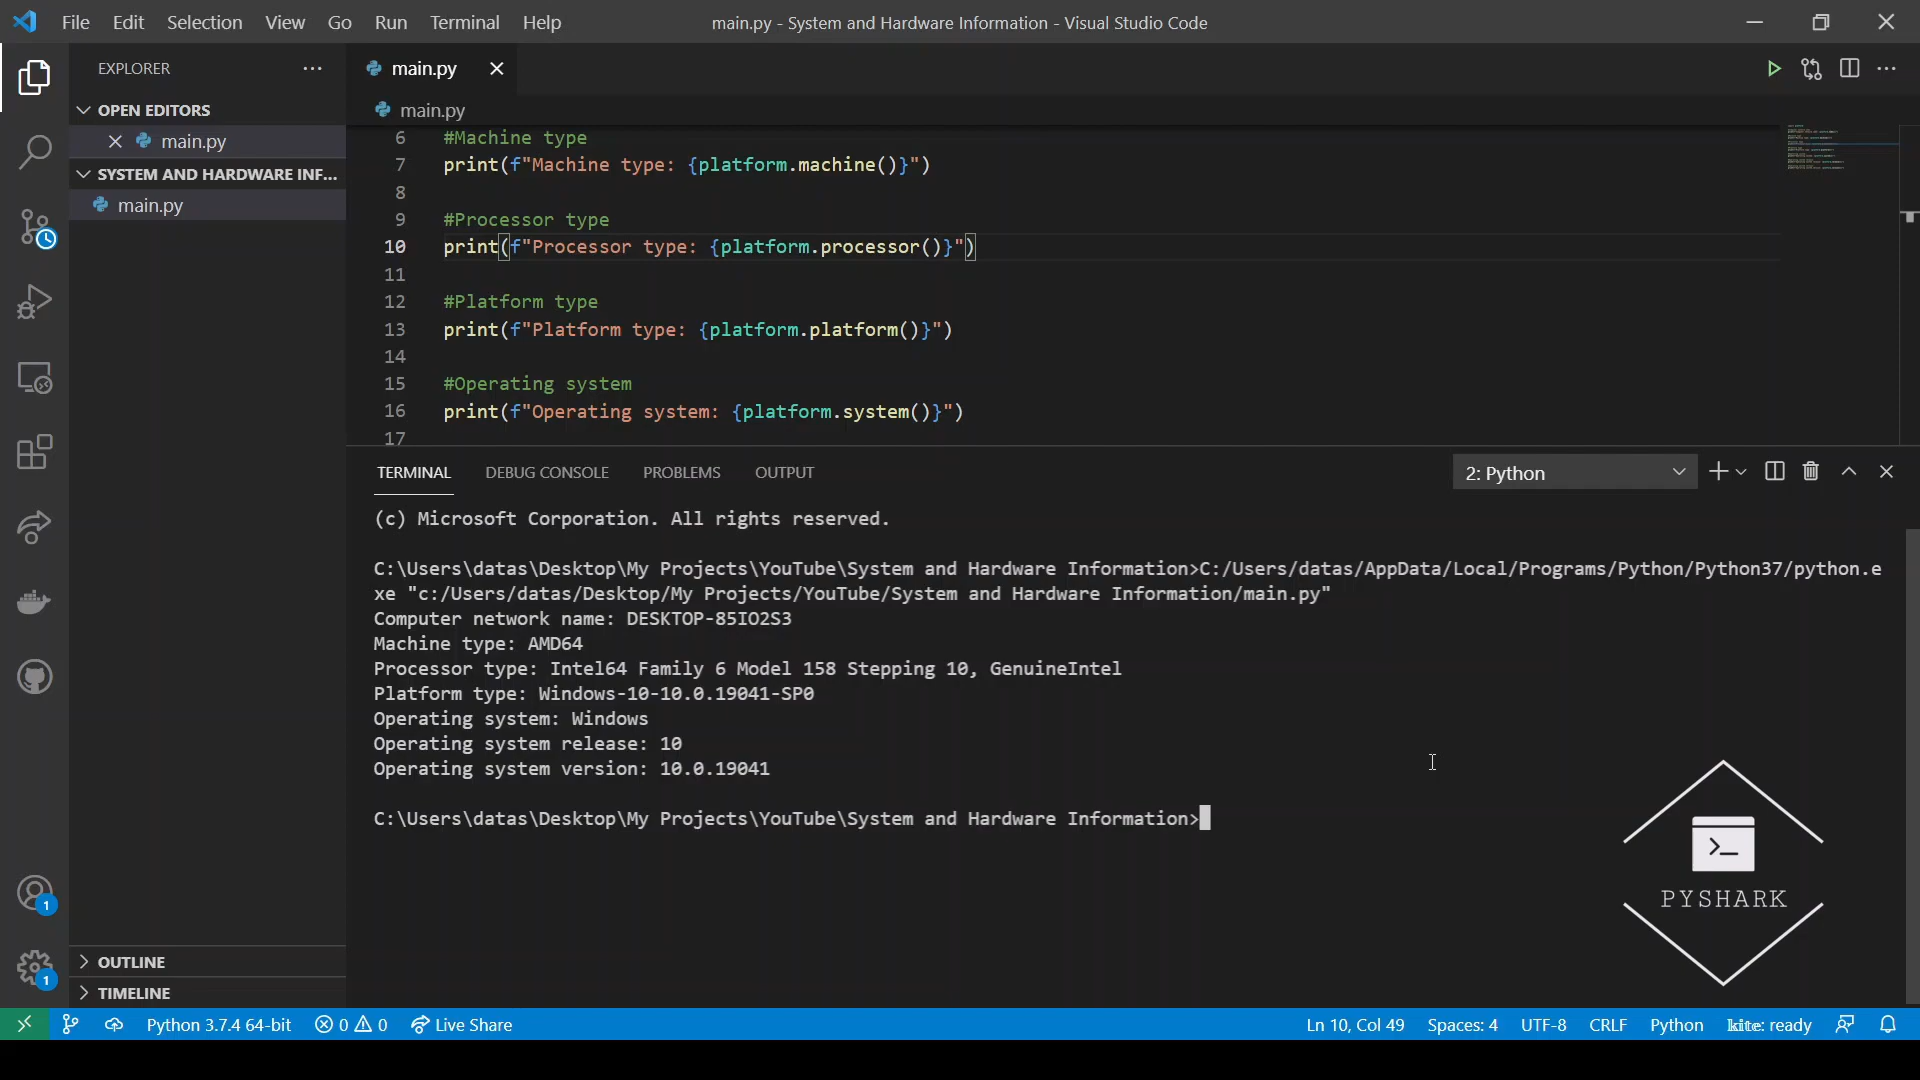 File Edit Selection View Go Run Terminal Help
main.py - System and Hardware Information - Visual Studio Code
EXPLORER
OPEN EDITORS
main.py
SYSTEM AND HARDWARE INF...
main.py
OUTLINE
TIMELINE
main.py
main.py
6 #Machine type
7 print(f"Machine type: {platform.machine()}")
8
9 #Processor type
10 print(f"Processor type: {platform.processor()}")
11
12 #Platform type
13 print(f"Platform type: {platform.platform()}")
14
15 #Operating system
16 print(f"Operating system: {platform.system()}")
17
TERMINAL DEBUG CONSOLE PROBLEMS OUTPUT
2: Python
(c) Microsoft Corporation. All rights reserved.
C:\Users\datas\Desktop\My Projects\YouTube\System and Hardware Information>C:/Users/datas/AppData/Local/Programs/Python/Python37/python.e
xe "c:/Users/datas/Desktop/My Projects/YouTube/System and Hardware Information/main.py"
Computer network name: DESKTOP-85IO2S3
Machine type: AMD64
Processor type: Intel64 Family 6 Model 158 Stepping 10, GenuineIntel
Platform type: Windows-10-10.0.19041-SP0
Operating system: Windows
Operating system release: 10
Operating system version: 10.0.19041
C:\Users\datas\Desktop\My Projects\YouTube\System and Hardware Information>
PYSHARK
1
1
Python 3.7.4 64-bit 0 0 Live Share
Ln 10, Col 49 Spaces: 4 UTF-8 CRLF Python kite: ready